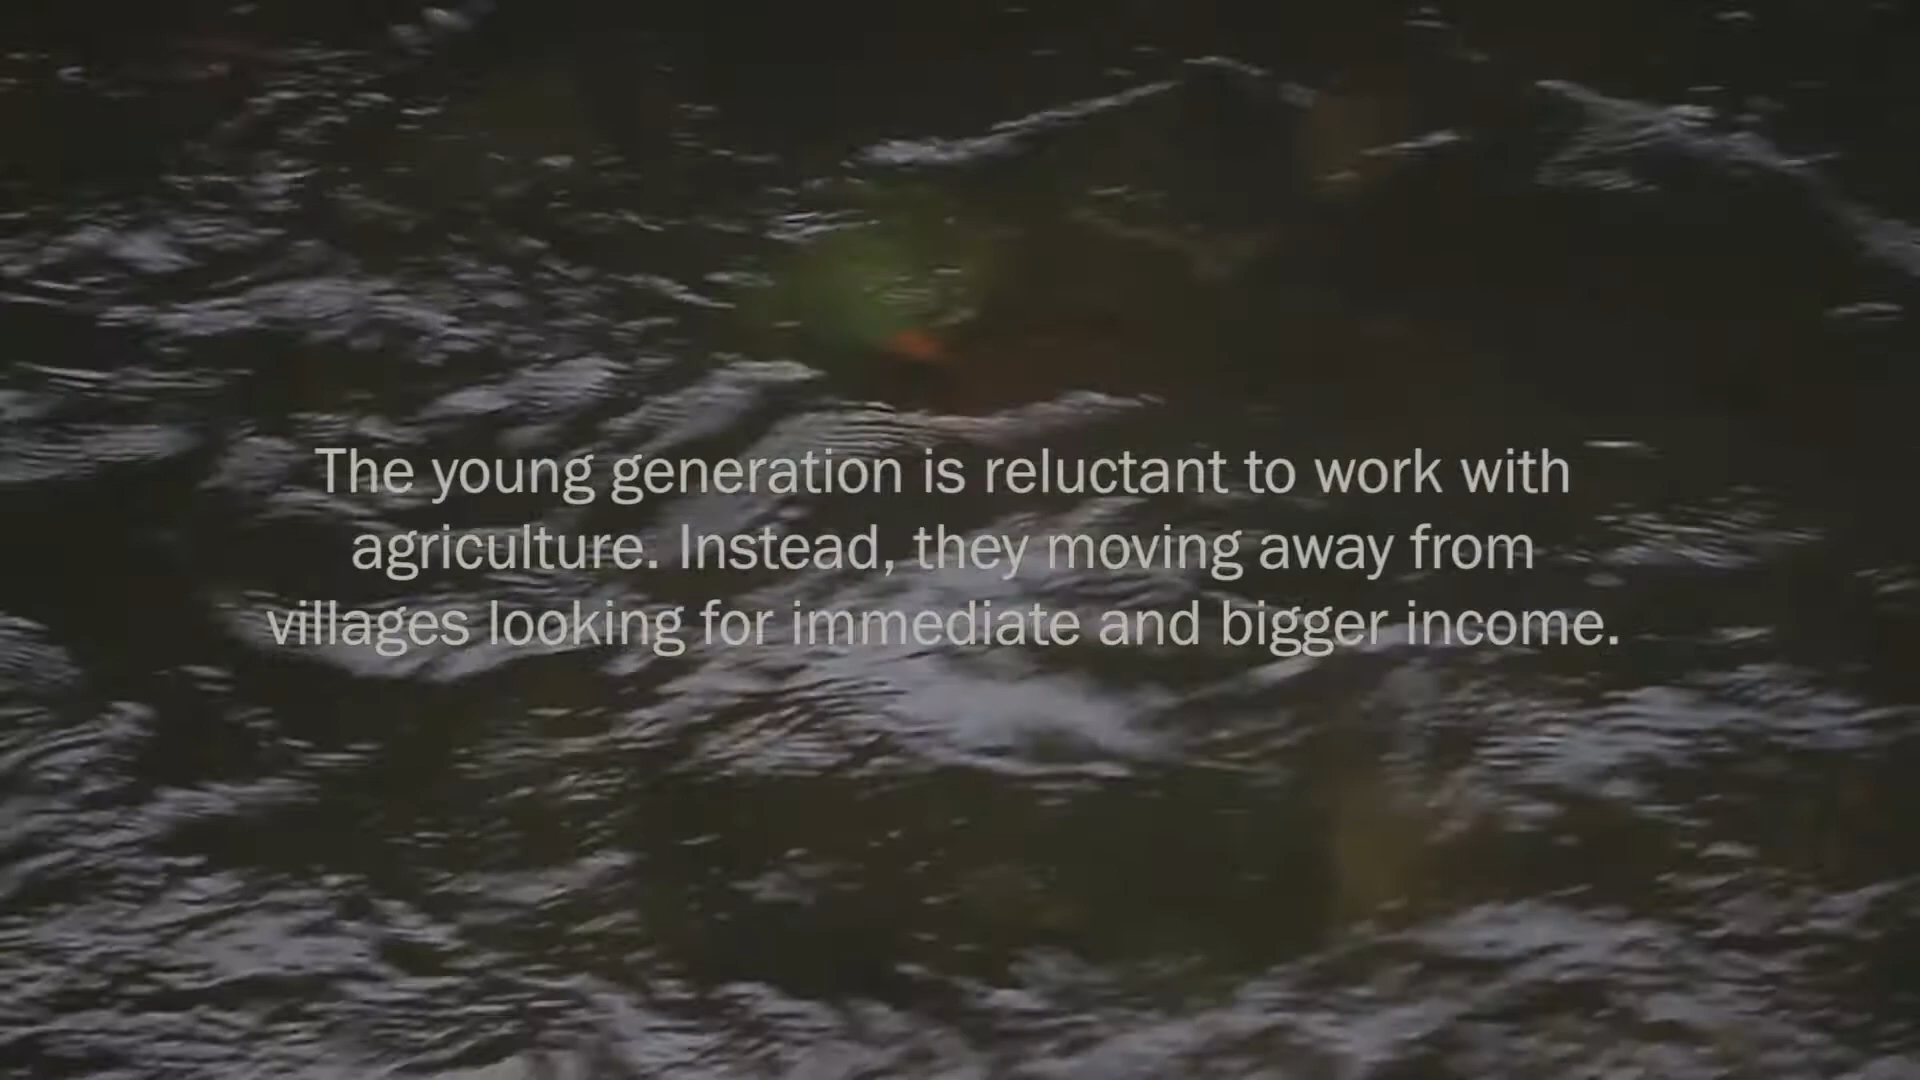 The young generation is reluctant to work with
agriculture. Instead, they moving away from
villages looking for immediate and bigger income.